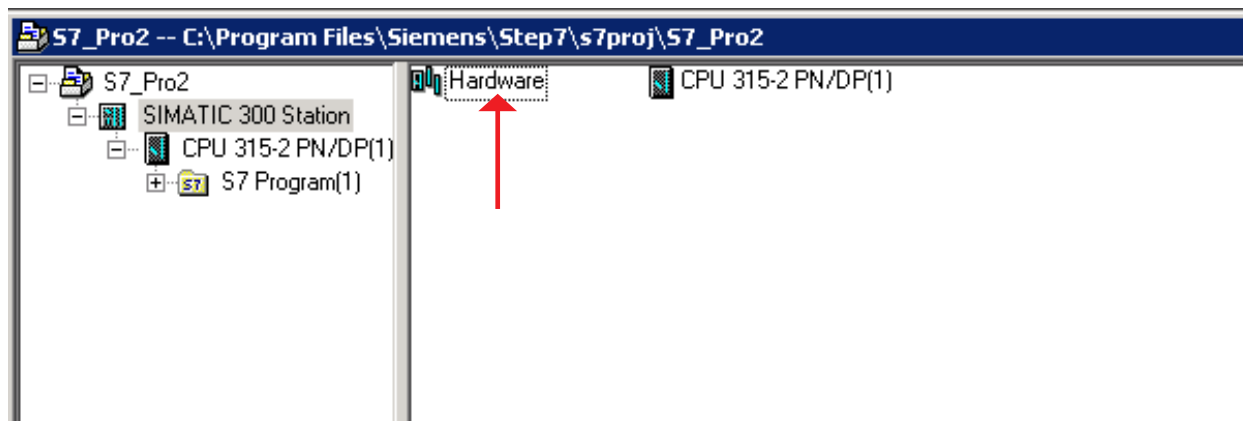 S7_Pro2 -- C:\Program Files\Siemens\Step7\s7proj\S7_Pro2
S7_Pro2
SIMATIC 300 Station
CPU 315-2 PN/DP(1)
S7 Program(1)
Hardware
CPU 315-2 PN/DP(1)